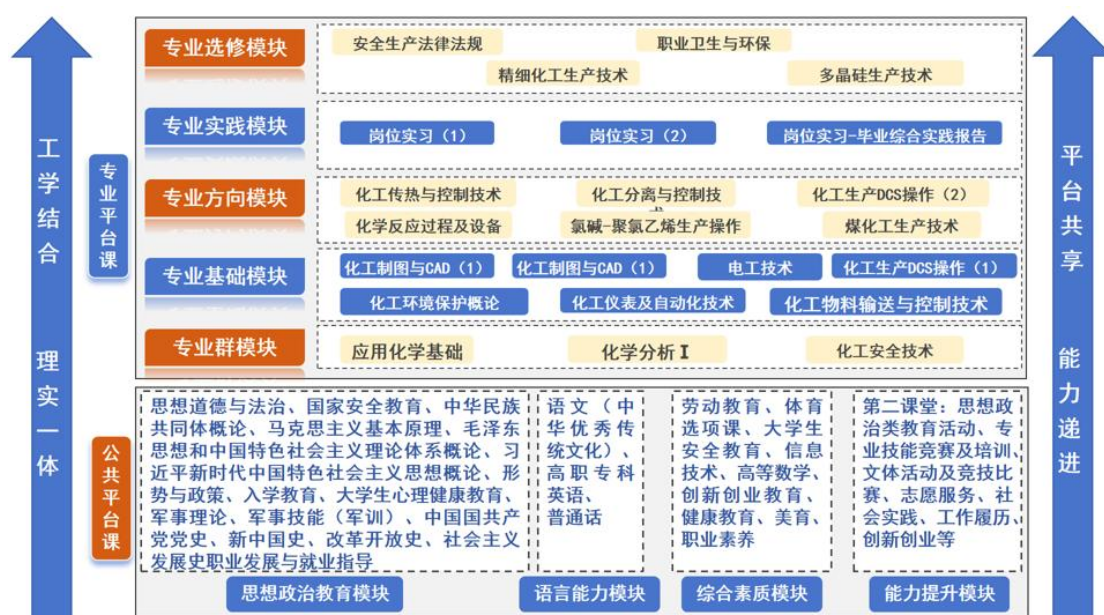 工学结合 理实一体
专业平台课
公共平台课
专业选修模块
安全生产法律法规
职业卫生与环保
精细化工生产技术
多晶硅生产技术
专业实践模块
岗位实习（1）
岗位实习（2）
岗位实习-毕业综合实践报告
专业方向模块
化工传热与控制技术
化工分离与控制技
术
化工生产DCS操作（2）
化学反应过程及设备
氯碱-聚氯乙烯生产操作
煤化工生产技术
专业基础模块
化工制图与CAD（1）
化工制图与CAD（1）
电工技术
化工生产DCS操作（1）
化工环境保护概论
化工仪表及自动化技术
化工物料输送与控制技术
专业群模块
应用化学基础
化学分析Ⅰ
化工安全技术
思想道德与法治、国家安全教育、中华民族
共同体概论、马克思主义基本原理、毛泽东
思想和中国特色社会主义理论体系概论、习
近平新时代中国特色社会主义思想概论、形
势与政策、入学教育、大学生心理健康教育、
军事理论、军事技能（军训）、中国国共产
党党史、新中国史、改革开放史、社会主义
发展史职业发展与就业指导
思想政治教育模块
语文（中
华优秀传
统文化）、
高职专科
英语、
普通话
语言能力模块
劳动教育、体育
选项课、大学生
安全教育、信息
技术、高等数学、
创新创业教育、
健康教育、美育、
职业素养
综合素质模块
第二课堂：思想政
治类教育活动、专
业技能竞赛及培训、
文体活动及竞技比
赛、志愿服务、社
会实践、工作履历、
创新创业等
能力提升模块
平台共享 能力递进